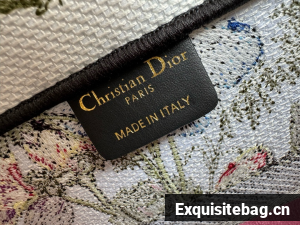 Christian Dior
PARIS
MADE IN ITALY
Exquisitebag.cn